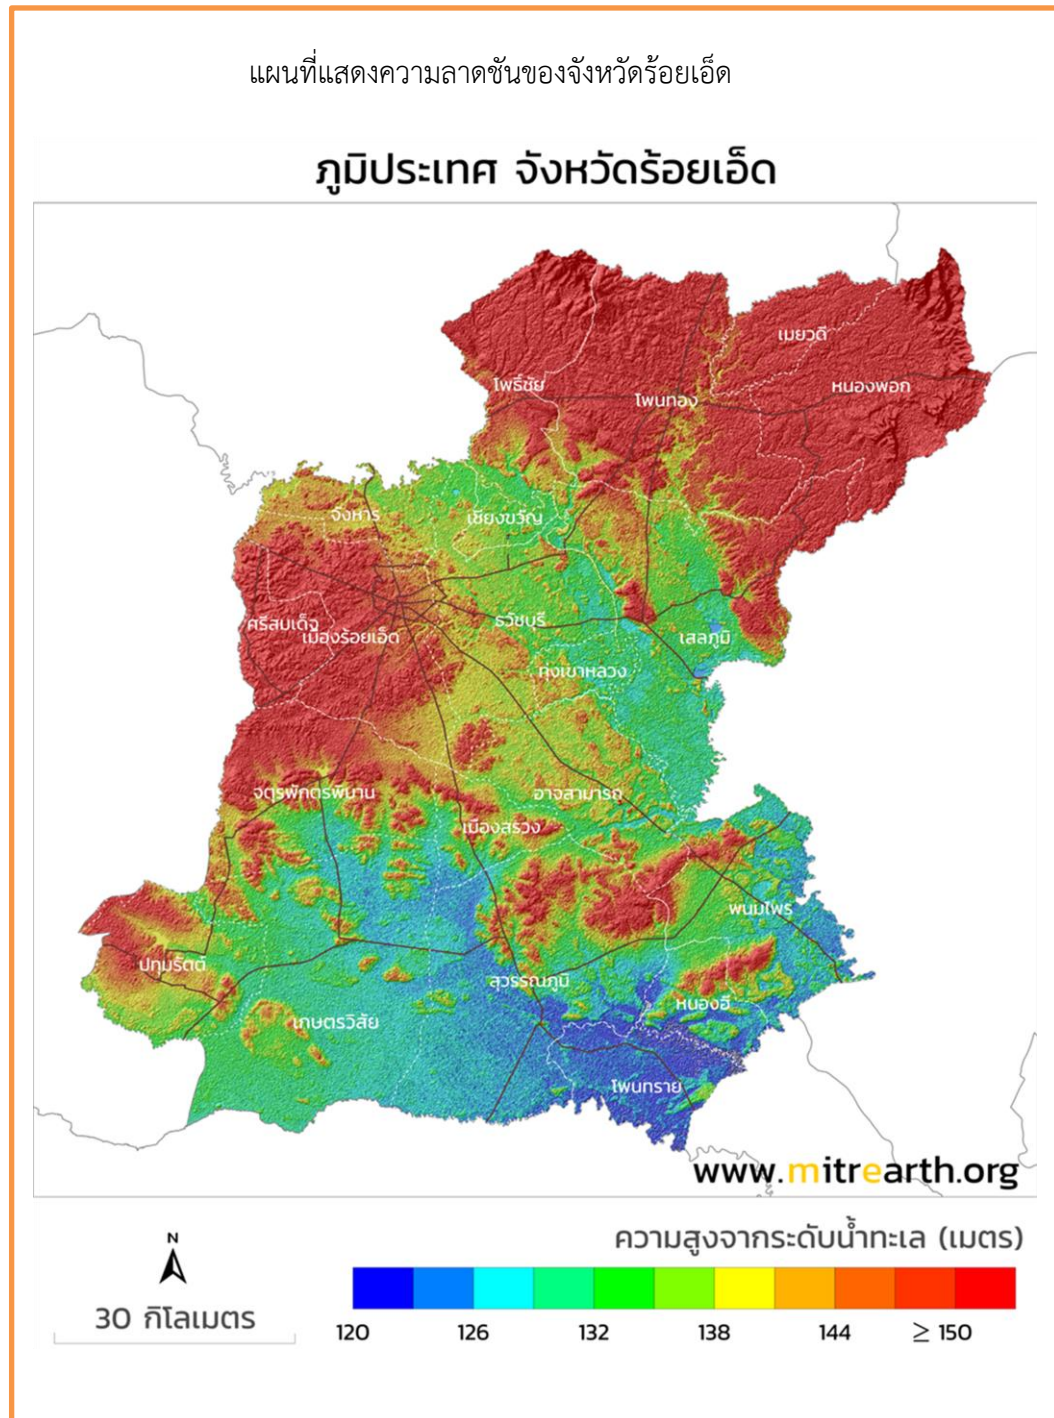 แผนที่แสดงความลาดชันของจังหวัดร้อยเอ็ด
ภูมิประเทศ จังหวัดร้อยเอ็ด
เมยวดี
โพธิ์ชัย
โพนทอง
หนองพอก
จังหาร
เชียงขวัญ
ศรีสมเด็จ
เมืองร้อยเอ็ด
ธวัชบุรี
เสลภูมิ
ทุ่งเขาหลวง
จตุรพักตรพิมาน
อาจสามารถ
เมืองสรวง
พนมไพร
ปทุมรัตต์
สุวรรณภูมิ
หนองฮี
เกษตรวิสัย
โพนทราย
www.mitrearth.org
N
30 กิโลเมตร
ความสูงจากระดับน้ำทะเล (เมตร)
120 126 132 138 144 ≥ 150